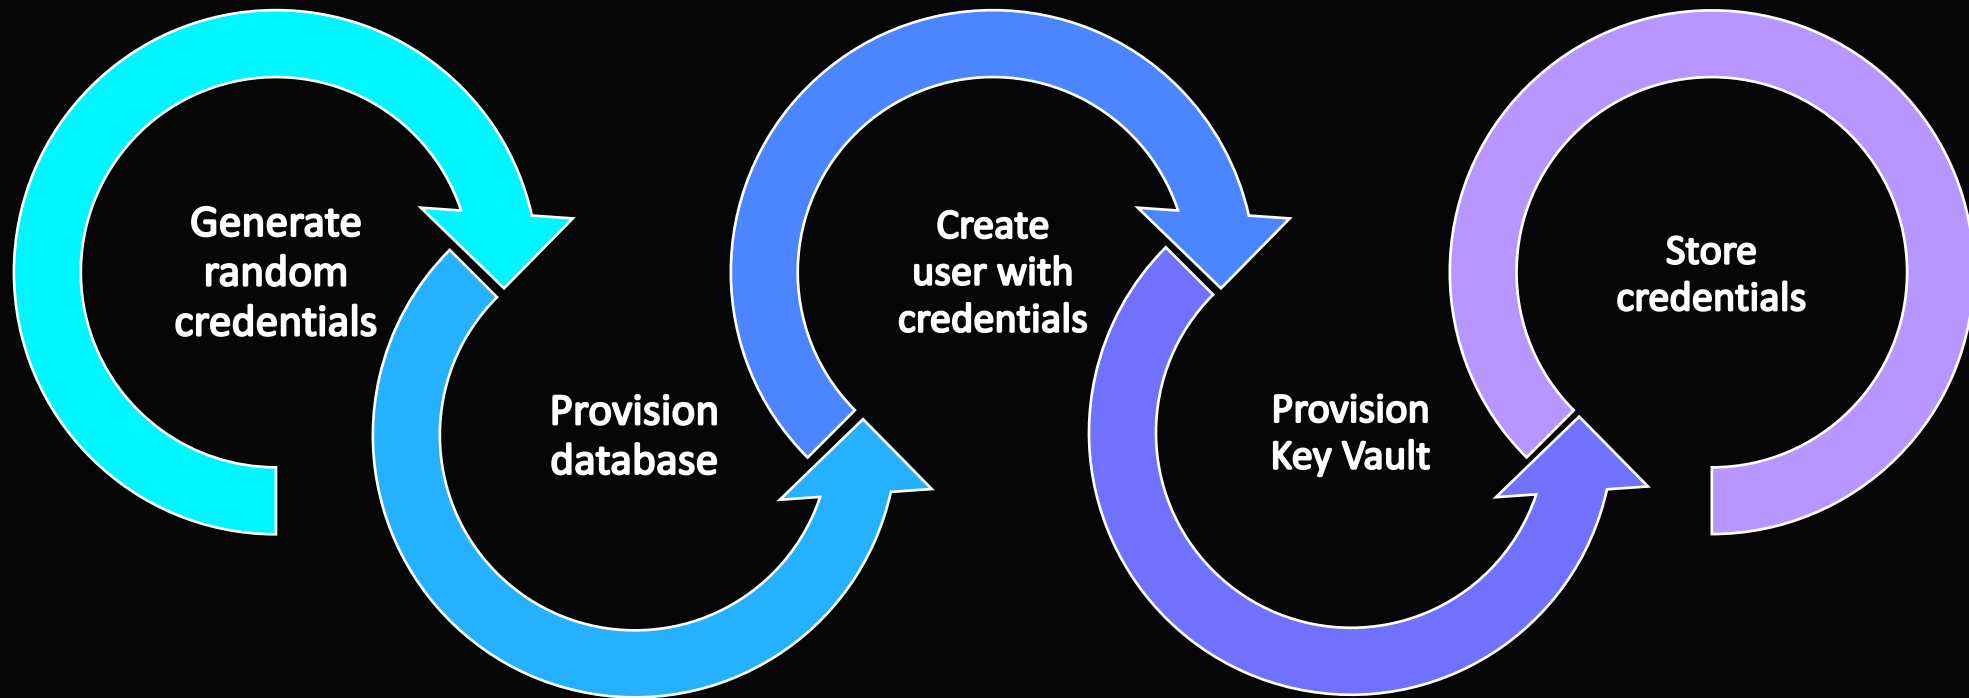 Generate
random
credentials
Provision
database
Create
user with
credentials
Provision
Key Vault
Store
credentials